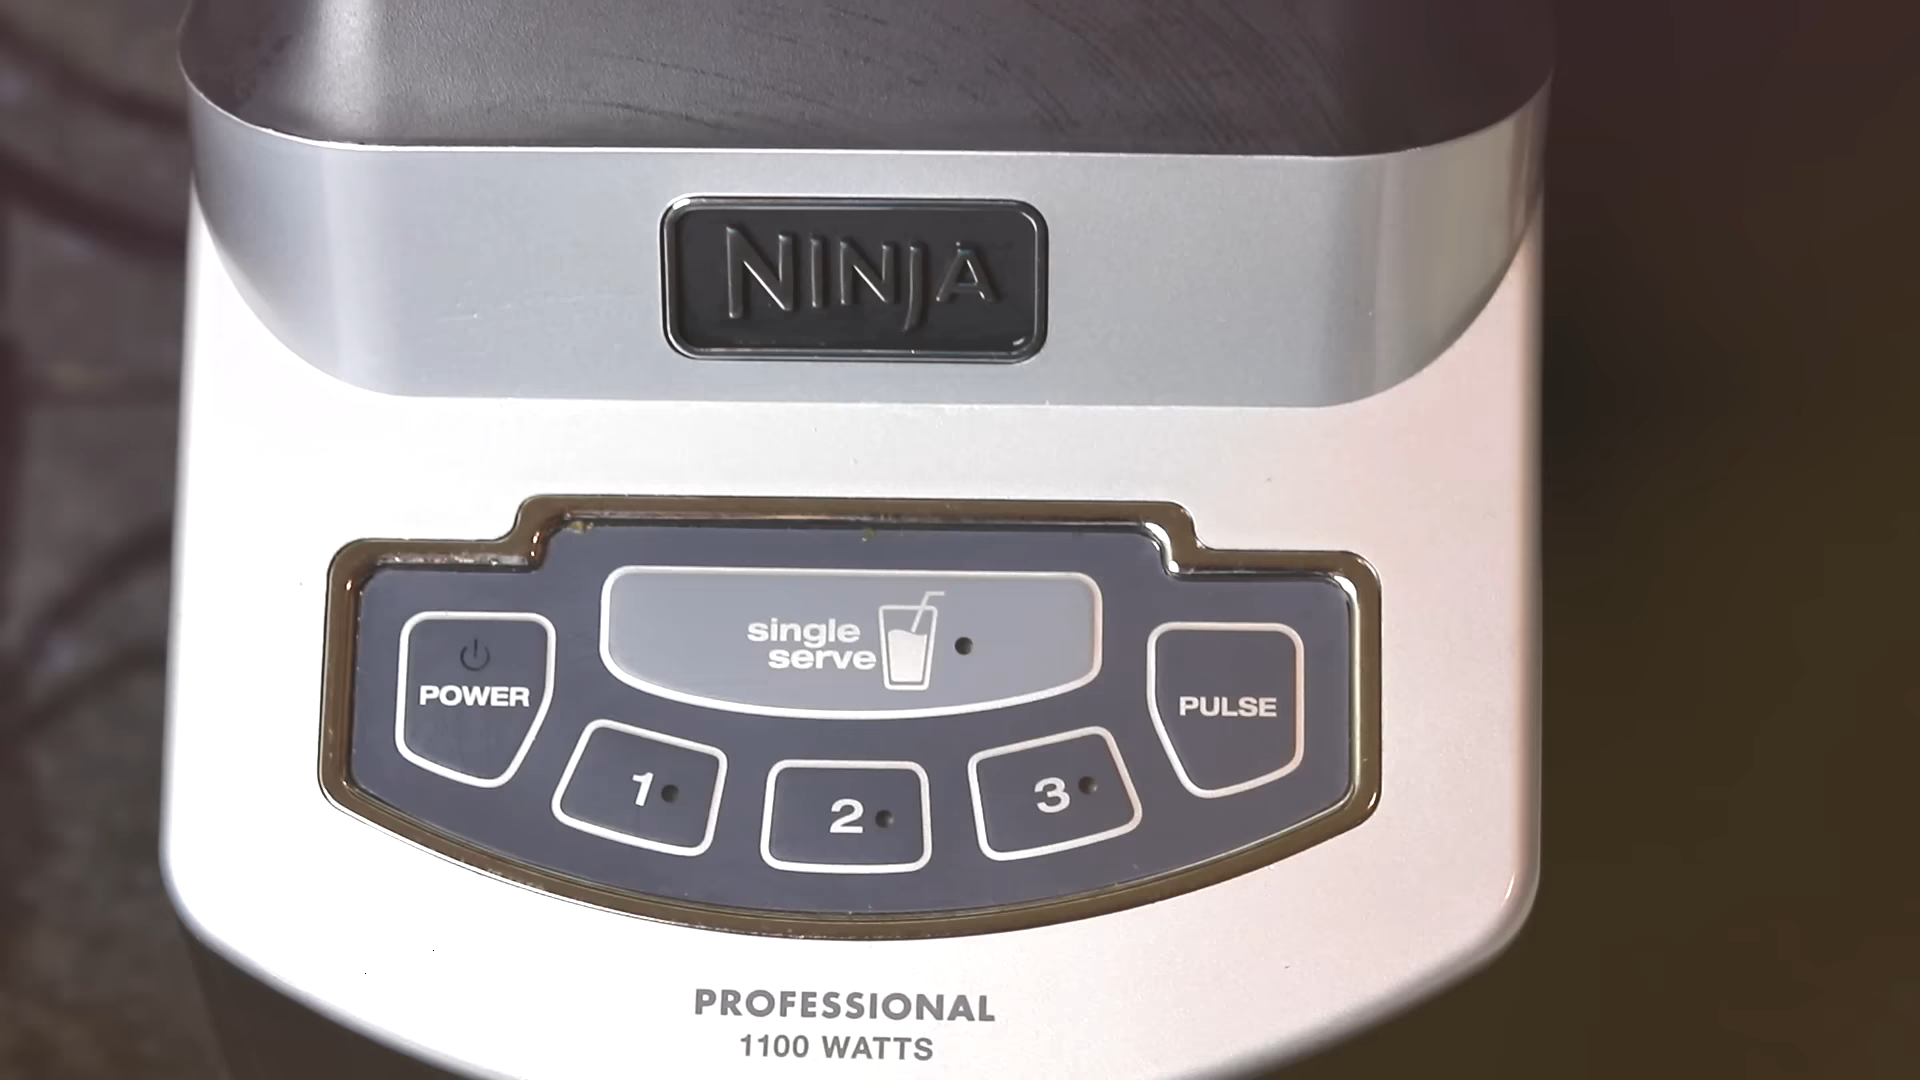 NINJA
single
serve
POWER
PULSE
1
2
3
PROFESSIONAL
1100 WATTS